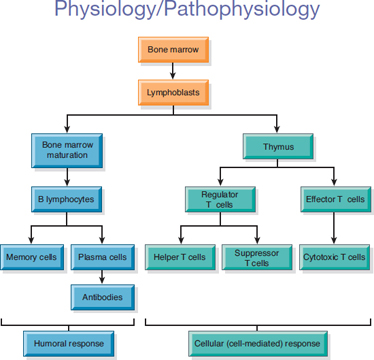 Physiology/Pathophysiology
Bone marrow
Lymphoblasts
Bone marrow
maturation
Thymus
B lymphocytes
Regulator
T cells
Effector T cells
Memory cells
Plasma cells
Helper T cells
Suppressor
T cells
Cytotoxic T cells
Antibodies
Humoral response
Cellular (cell-mediated) response